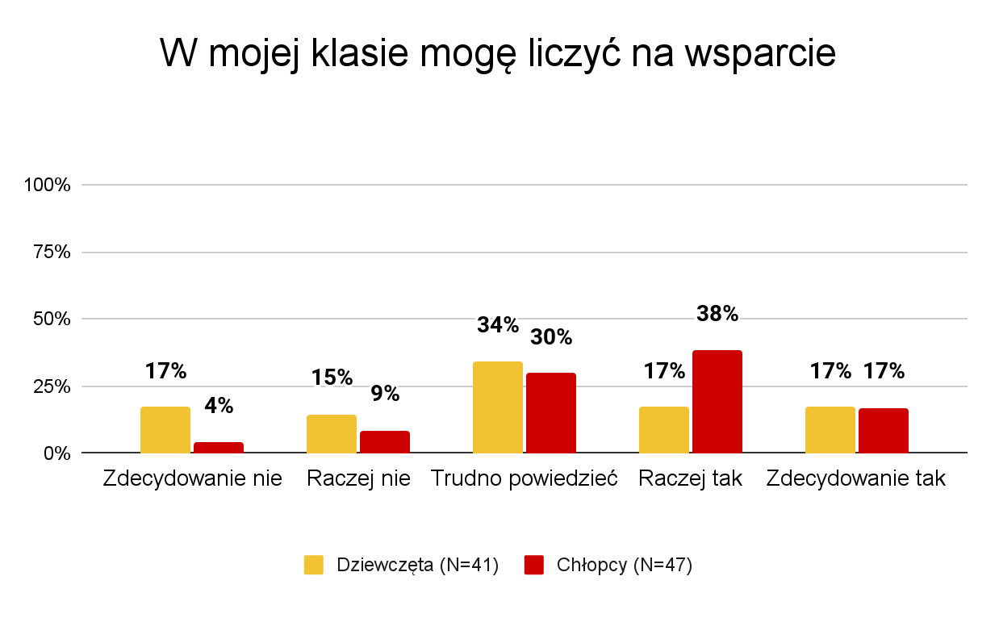 W mojej klasie mogę liczyć na wsparcie
100%
75%
50%
25%
0%
17%
4%
15%
9%
34%
30%
17%
38%
17%
17%
Zdecydowanie nie
Raczej nie
Trudno powiedzieć
Raczej tak
Zdecydowanie tak
Dziewczęta (N=41)
Chłopcy (N=47)